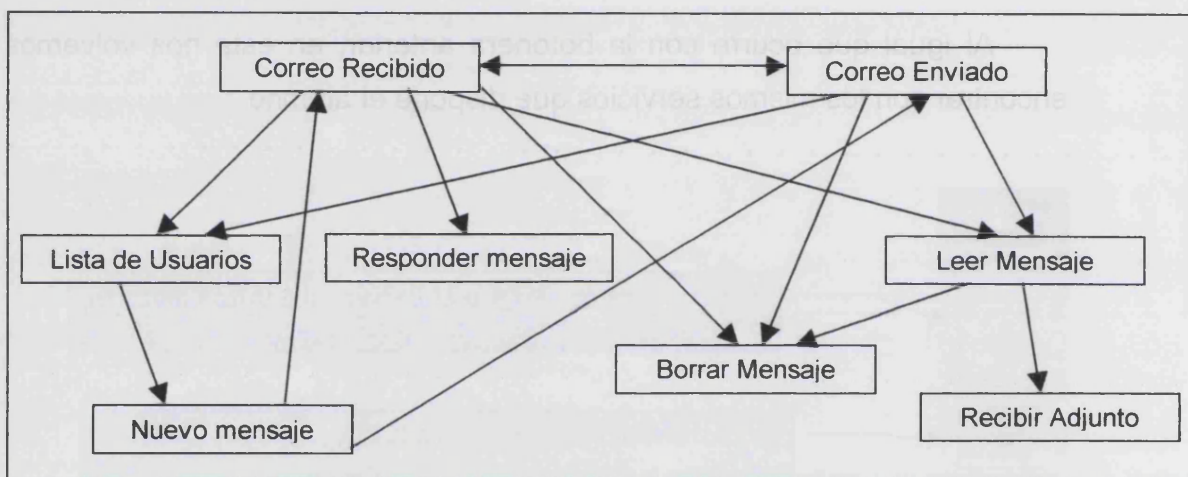 Correo Recibido
Correo Enviado
Lista de Usuarios
Responder mensaje
Leer Mensaje
Borrar Mensaje
Nuevo mensaje
Recibir Adjunto